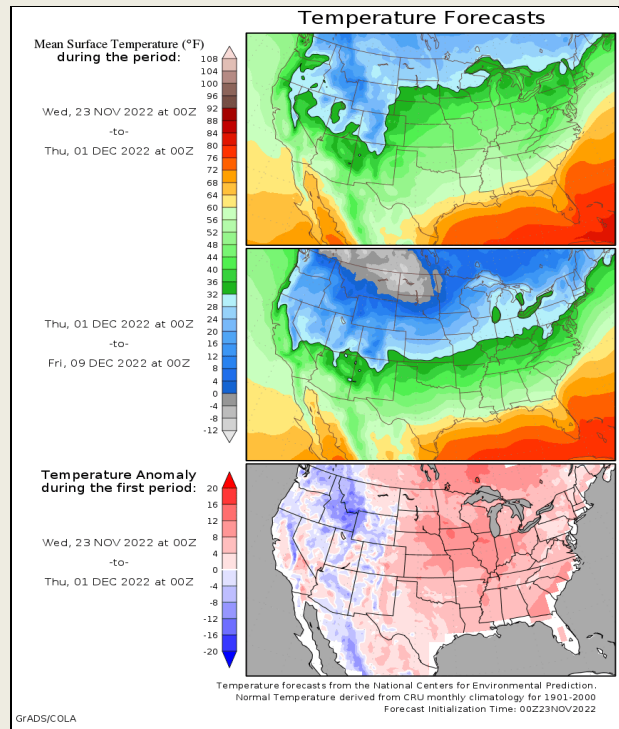 Temperature Forecasts
Mean Surface Temperature (°F)
during the period:
Wed, 23 NOV 2022 at 00Z
-to-
Thu, 01 DEC 2022 at 00Z
108
104
100
96
92
88
84
80
76
72
68
64
60
56
52
48
44
40
36
32
28
24
20
16
12
8
4
0
-4
-8
-12
Thu, 01 DEC 2022 at 00Z
-to-
Fri, 09 DEC 2022 at 00Z
Temperature Anomaly
during the first period:
Wed, 23 NOV 2022 at 00Z
-to-
Thu, 01 DEC 2022 at 00Z
20
16
12
8
4
0
-4
-8
-12
-16
-20
Temperature forecasts from the National Centers for Environmental Prediction.
Normal Temperature derived from CRU monthly climatology for 1901-2000
Forecast Initialization Time: 00Z23NOV2022
GrADS/COLA